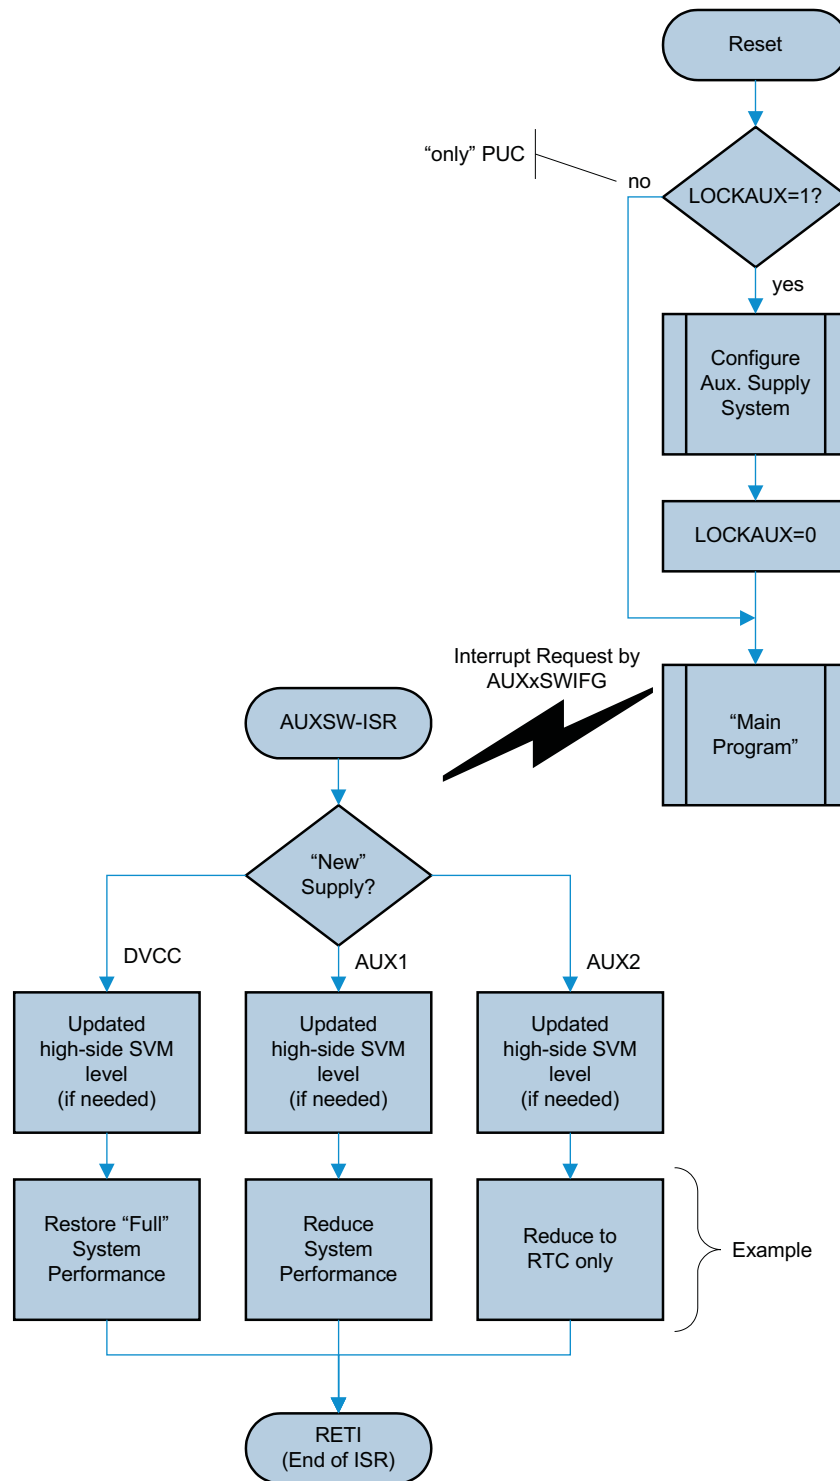 Reset
“only” PUC
no
LOCKAUX=1?
yes
Configure
Aux. Supply
System
LOCKAUX=0
Interrupt Request by
AUXxSWIFG
“Main
Program”
AUXSW-ISR
“New”
Supply?
DVCC
AUX1
AUX2
Updated
high-side SVM
level
(if needed)
Updated
high-side SVM
level
(if needed)
Updated
high-side SVM
level
(if needed)
Restore “Full”
System
Performance
Reduce
System
Performance
Reduce to
RTC only
Example
RETI
(End of ISR)